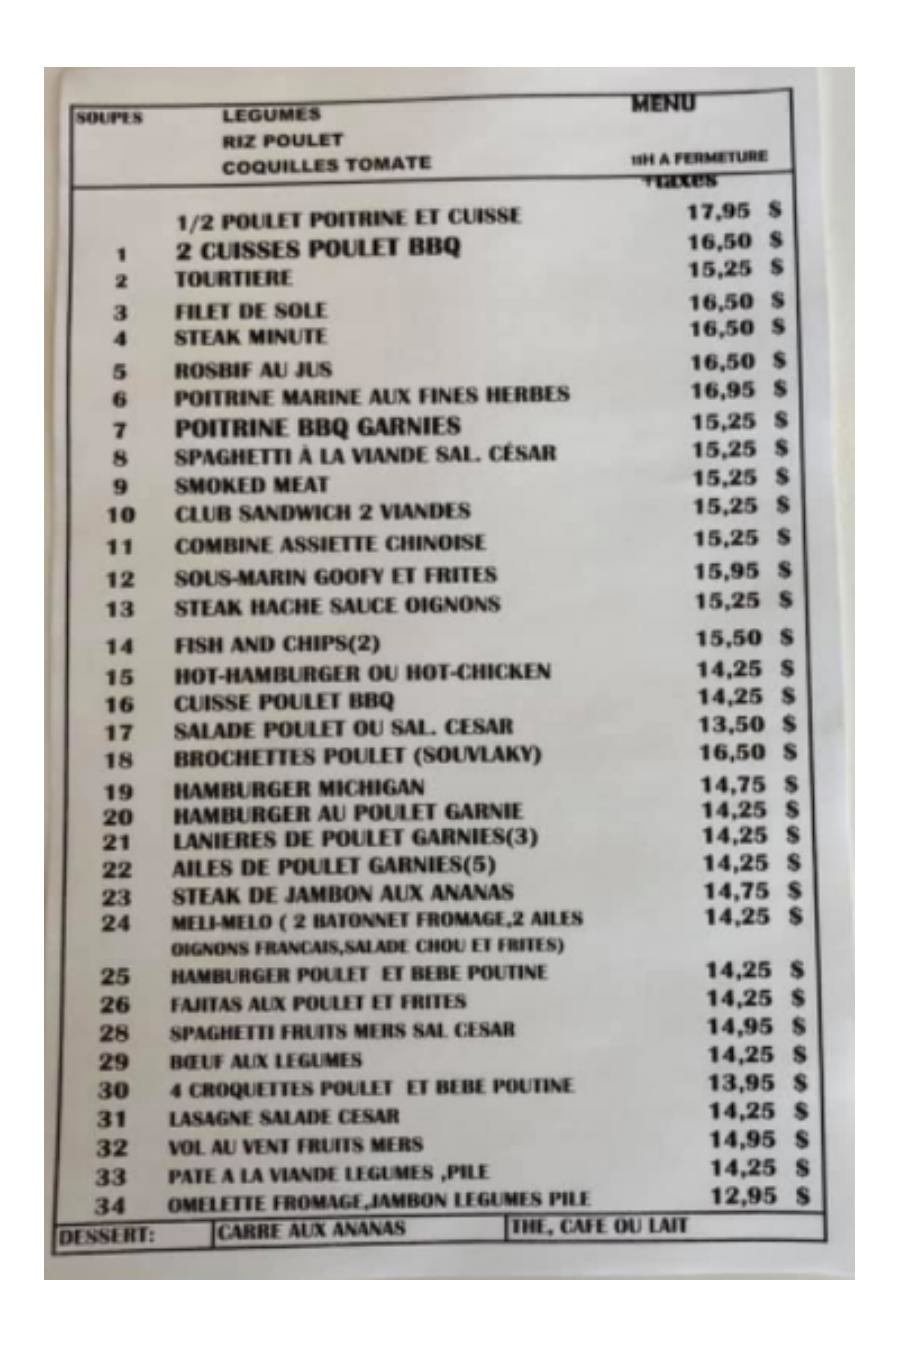 SOUPES LEGUMES MENU
RIZ POULET
COQUILLES TOMATE 11H A FERMETURE
+taxes
1/2 POULET POITRINE ET CUISSE 17,95 $
1 2 CUISSES POULET BBQ 16,50 $
2 TOURTIERE 15,25 $
3 FILET DE SOLE 16,50 $
4 STEAK MINUTE 16,50 $
5 ROSBIF AU JUS 16,50 $
6 POITRINE MARINE AUX FINES HERBES 16,95 $
7 POITRINE BBQ GARNIES 15,25 $
8 SPAGHETTI À LA VIANDE SAL. CÉSAR 15,25 $
9 SMOKED MEAT 15,25 $
10 CLUB SANDWICH 2 VIANDES 15,25 $
11 COMBINE ASSIETTE CHINOISE 15,25 $
12 SOUS-MARIN GOOFY ET FRITES 15,95 $
13 STEAK HACHE SAUCE OIGNONS 15,25 $
14 FISH AND CHIPS(2) 15,50 $
15 HOT-HAMBURGER OU HOT-CHICKEN 14,25 $
16 CUISSE POULET BBQ 14,25 $
17 SALADE POULET OU SAL. CESAR 13,50 $
18 BROCHETTES POULET (SOUVLAKY) 16,50 $
19 HAMBURGER MICHIGAN 14,75 $
20 HAMBURGER AU POULET GARNIE 14,25 $
21 LANIERES DE POULET GARNIES(3) 14,25 $
22 AILES DE POULET GARNIES(5) 14,25 $
23 STEAK DE JAMBON AUX ANANAS 14,75 $
24 MELI-MELO ( 2 BATONNET FROMAGE,2 AILES 14,25 $
OIGNONS FRANCAIS,SALADE CHOU ET FRITES)
25 HAMBURGER POULET ET BEBE POUTINE 14,25 $
26 FAJITAS AUX POULET ET FRITES 14,25 $
28 SPAGHETTI FRUITS MERS SAL CESAR 14,95 $
29 BŒUF AUX LEGUMES 14,25 $
30 4 CROQUETTES POULET ET BEBE POUTINE 13,95 $
31 LASAGNE SALADE CESAR 14,25 $
32 VOL AU VENT FRUITS MERS 14,95 $
33 PATE A LA VIANDE LEGUMES ,PILE 14,25 $
34 OMELETTE FROMAGE,JAMBON LEGUMES PILE 12,95 $
DESSERT: CARRE AUX ANANAS THE, CAFE OU LAIT